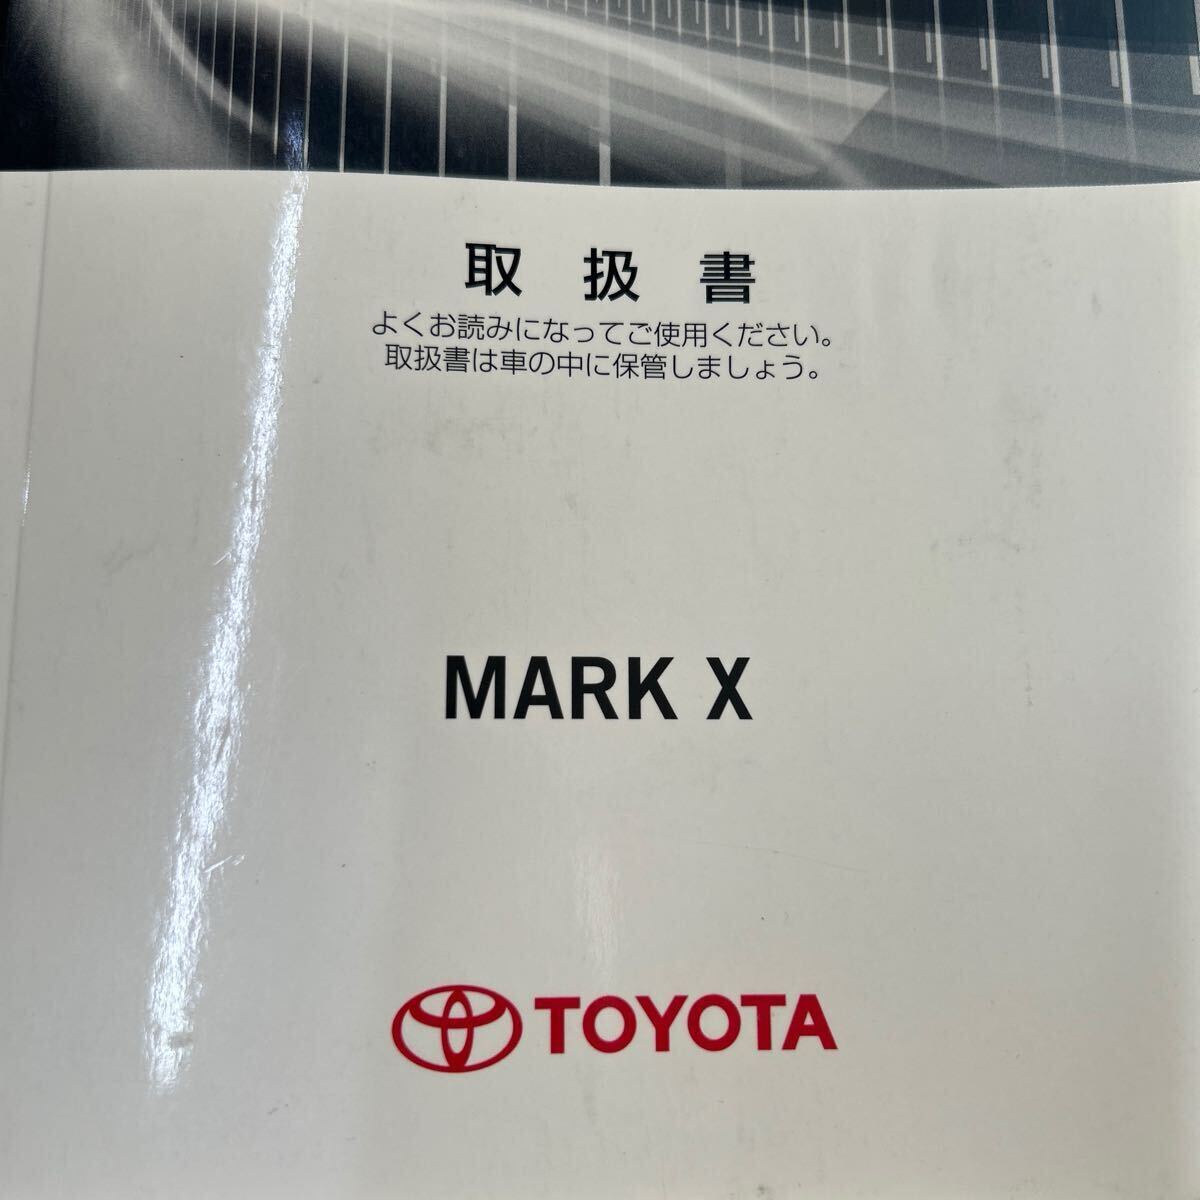 取扱書
よくお読みになってご使用ください。
取扱書は車の中に保管しましょう。
MARK X
TOYOTA